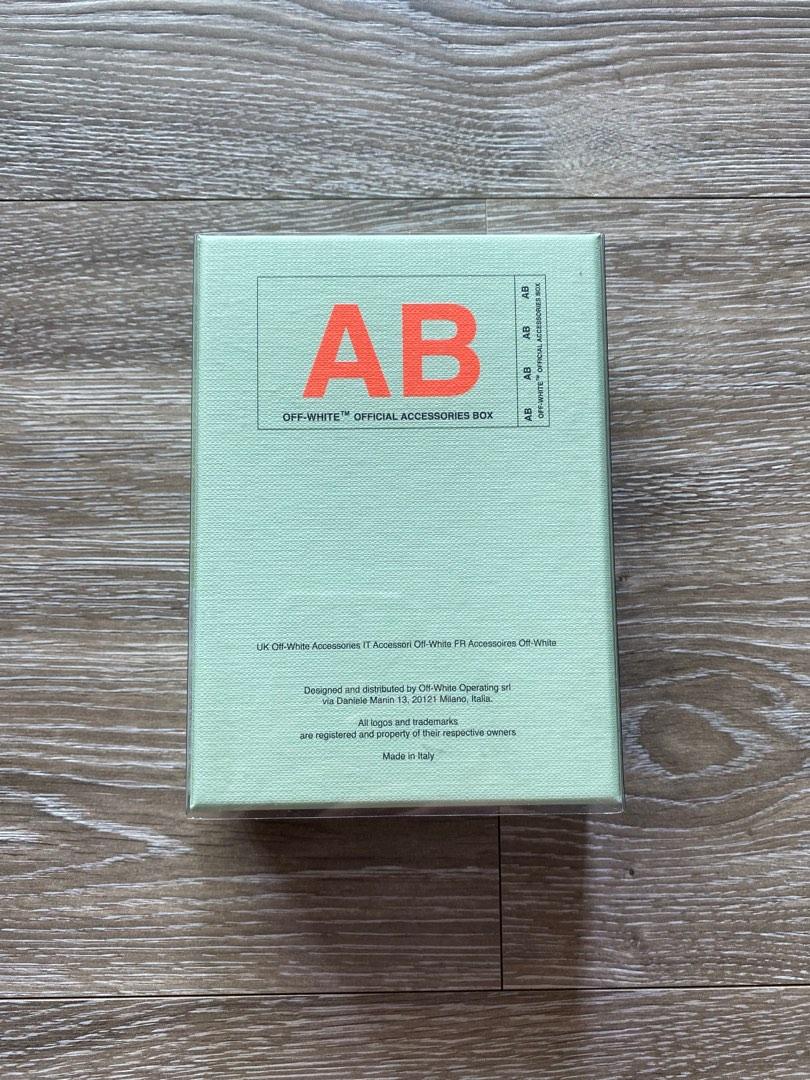 AB
OFF-WHITE™ OFFICIAL ACCESSORIES BOX
AB AB AB AB
OFF-WHITE™ OFFICIAL ACCESSORIES BOX
UK Off-White Accessories IT Accessori Off-White FR Accessoires Off-White
Designed and distributed by Off-White Operating srl
via Daniele Manin 13, 20121 Milano, Italia.
All logos and trademarks
are registered and property of their respective owners
Made in Italy